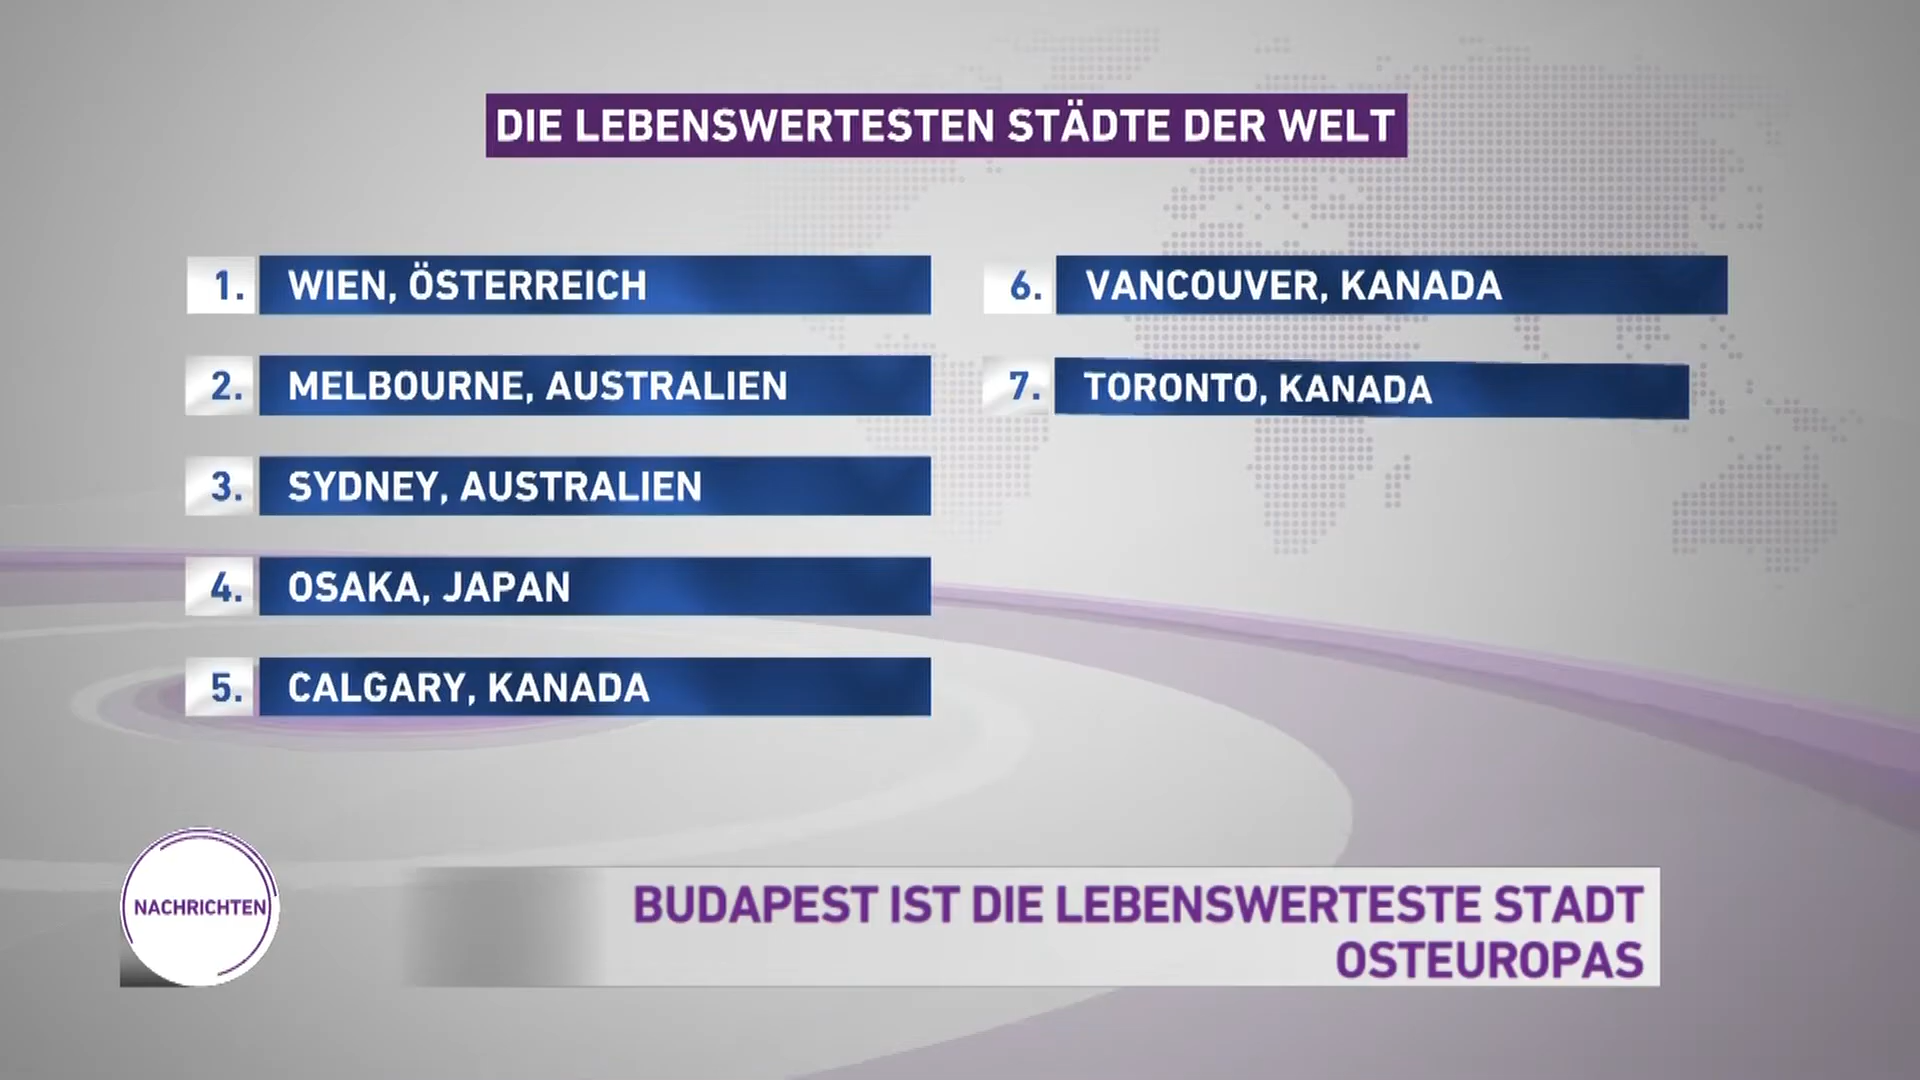 DIE LEBENSWERTESTEN STÄDTE DER WELT
1. WIEN, ÖSTERREICH
2. MELBOURNE, AUSTRALIEN
3. SYDNEY, AUSTRALIEN
4. OSAKA, JAPAN
5. CALGARY, KANADA
6. VANCOUVER, KANADA
7. TORONTO, KANADA
NACHRICHTEN
BUDAPEST IST DIE LEBENSWERTESTE STADT
OSTEUROPAS